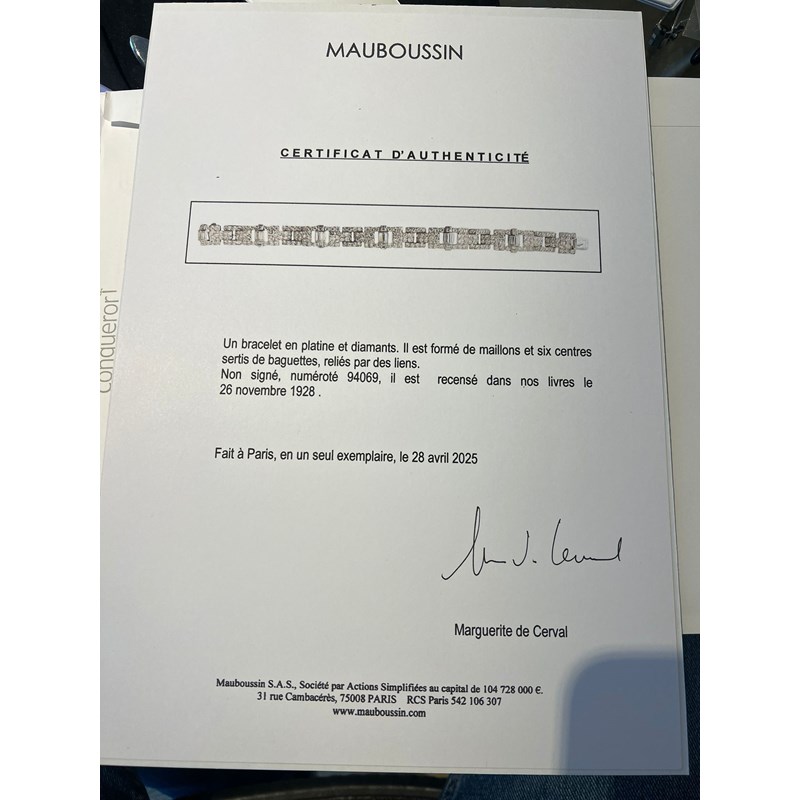 MAUBOUSSIN
CERTIFICAT D'AUTHENTICITÉ
Un bracelet en platine et diamants. Il est formé de maillons et six centres
sertis de baguettes, reliés par des liens.
Non signé, numéroté 94069, il est recensé dans nos livres le
26 novembre 1928 .
Fait à Paris, en un seul exemplaire, le 28 avril 2025
Marguerite de Cerval
Mauboussin S.A.S., Société par Actions Simplifiées au capital de 104 728 000 €.
31 rue Cambacérès, 75008 PARIS RCS Paris 542 106 307
www.mauboussin.com
conqueror